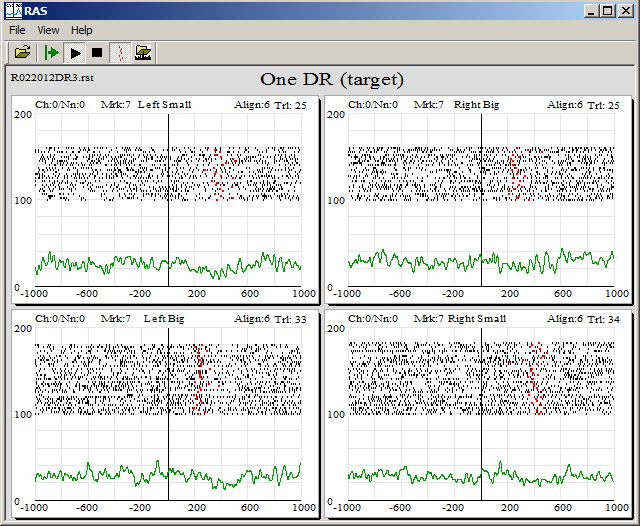 RAS
File View Help
R022012DR3.rst
One DR (target)
Ch:0/Nn:0 Mrk:7 Left Small Align:6 Trl: 25
200
100
0
-1000 -600 -200 200 600 1000
Ch:0/Nn:0 Mrk:7 Right Big Align:6 Trl: 25
200
100
0
-1000 -600 -200 200 600 1000
Ch:0/Nn:0 Mrk:7 Left Big Align:6 Trl: 33
200
100
0
-1000 -600 -200 200 600 1000
Ch:0/Nn:0 Mrk:7 Right Small Align:6 Trl: 34
200
100
0
-1000 -600 -200 200 600 1000